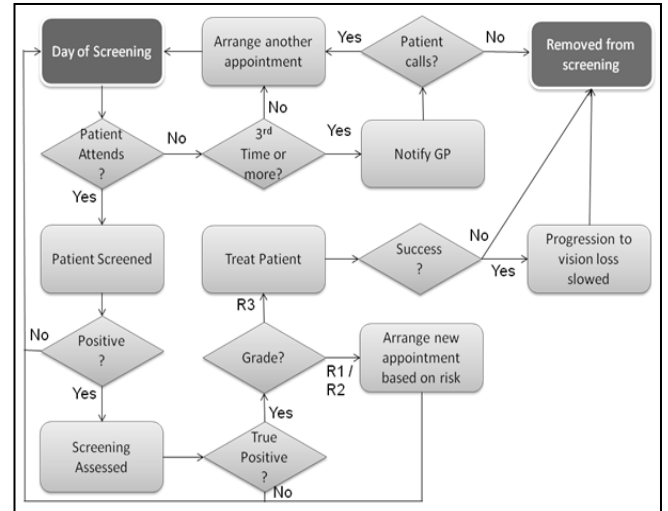 Day of Screening
Arrange another
appointment
Yes
Patient
calls?
No
Removed from
screening
No
Patient
Attends
?
No
3rd
Time or
more?
Yes
Notify GP
Yes
Patient Screened
Treat Patient
Success
?
No
Yes
Progression to
vision loss
slowed
R3
No
Positive
?
Grade?
R1 /
R2
Arrange new
appointment
based on risk
Yes
Yes
Screening
Assessed
True
Positive
?
No